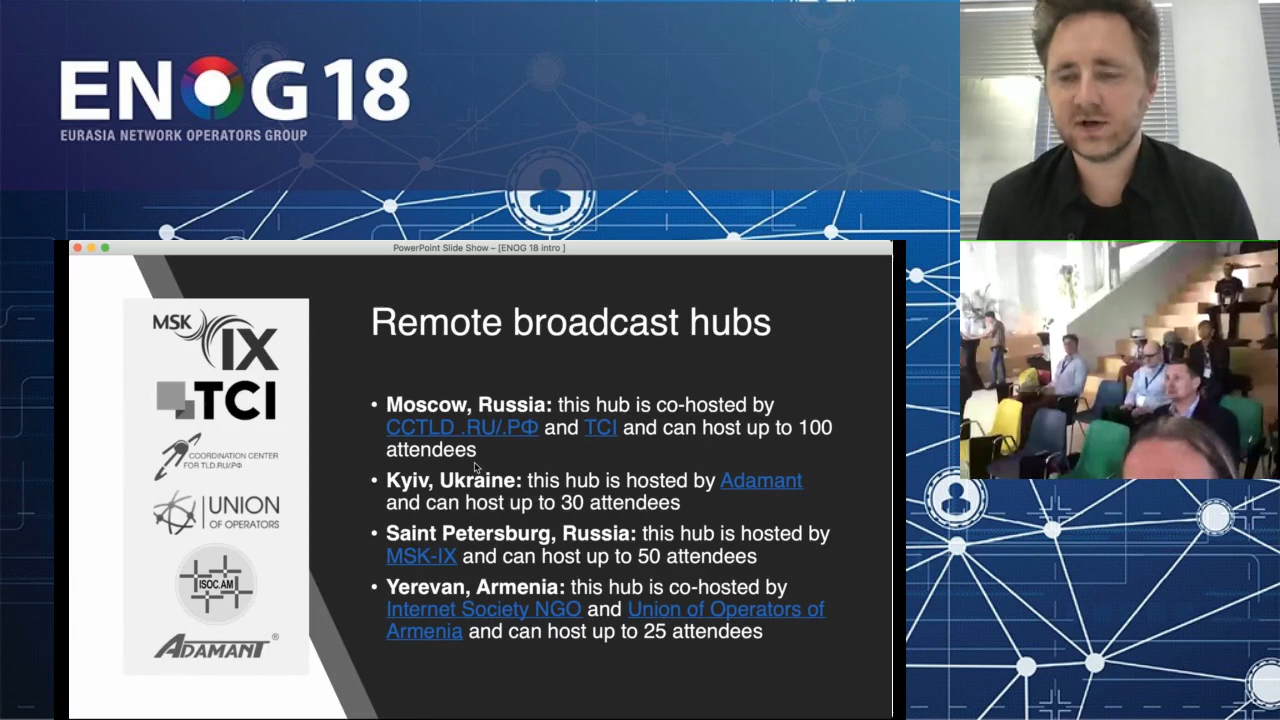 ENOG18
EURASIA NETWORK OPERATORS GROUP
PowerPoint Slide Show – [ENOG 18 intro ]
MSK
IX
TCI
COORDINATION CENTER
FOR TLD.RU/.РФ
UNION
OF OPERATORS
ISOC.AM
ADAMANT®
Remote broadcast hubs
• Moscow, Russia: this hub is co-hosted by
CCTLD .RU/.РФ and TCI and can host up to 100
attendees
• Kyiv, Ukraine: this hub is hosted by Adamant
and can host up to 30 attendees
• Saint Petersburg, Russia: this hub is hosted by
MSK-IX and can host up to 50 attendees
• Yerevan, Armenia: this hub is co-hosted by
Internet Society NGO and Union of Operators of
Armenia and can host up to 25 attendees